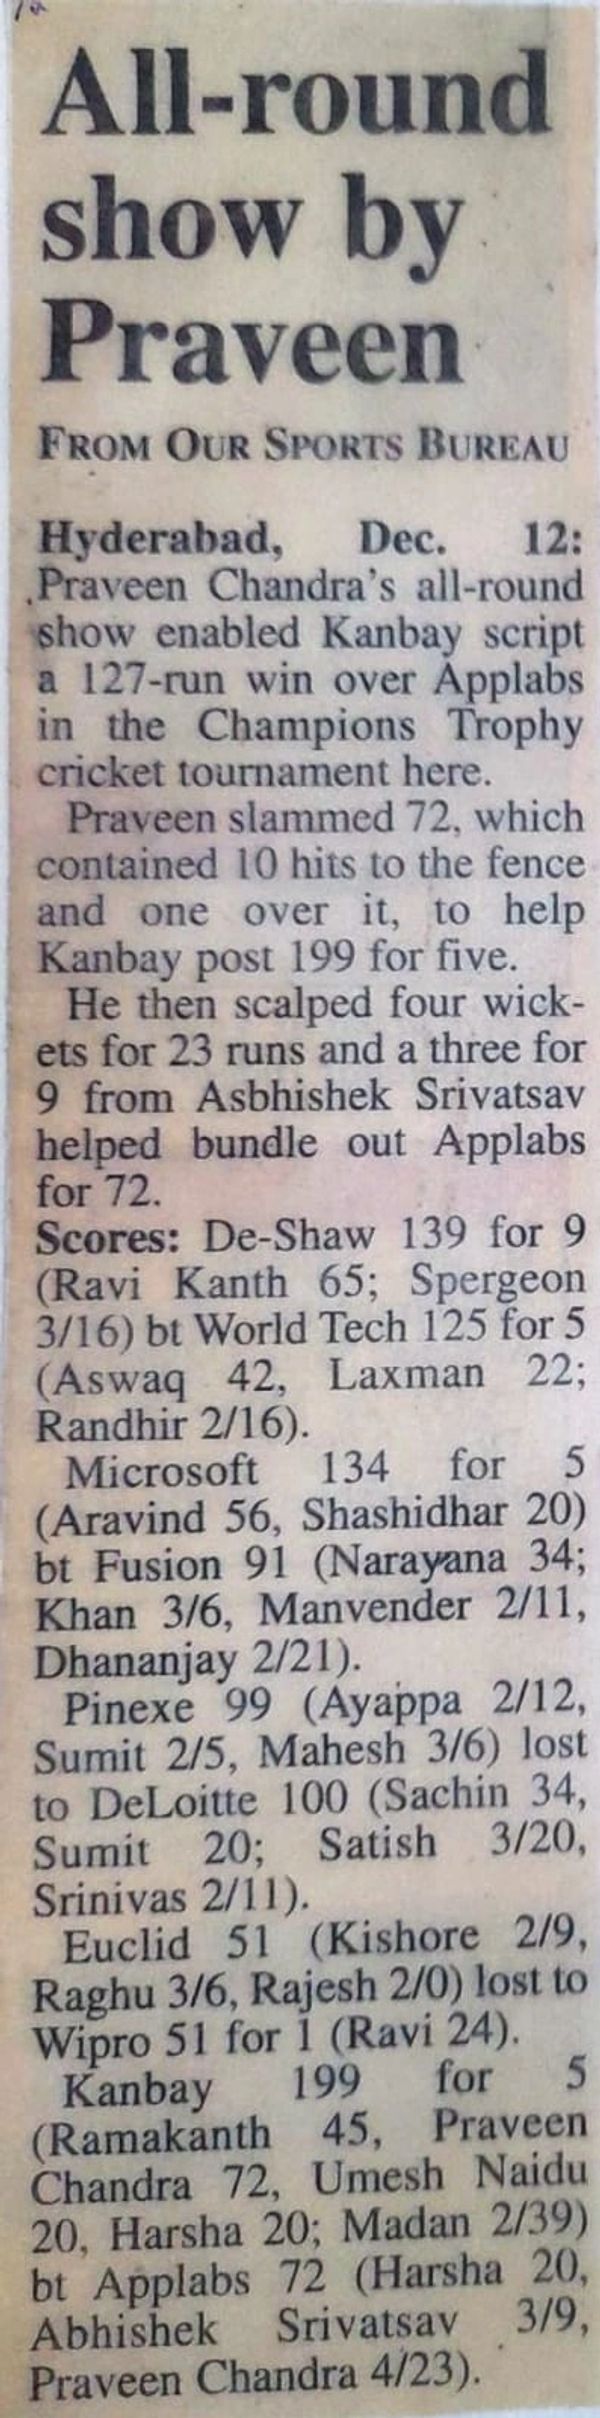 All-round
show by
Praveen
FROM OUR SPORTS BUREAU
Hyderabad, Dec. 12:
Praveen Chandra's all-round
show enabled Kanbay script
a 127-run win over Applabs
in the Champions Trophy
cricket tournament here.
Praveen slammed 72, which
contained 10 hits to the fence
and one over it, to help
Kanbay post 199 for five.
He then scalped four wick-
ets for 23 runs and a three for
9 from Asbhishek Srivatsav
helped bundle out Applabs
for 72.
Scores: De-Shaw 139 for 9
(Ravi Kanth 65; Spergeon
3/16) bt World Tech 125 for 5
(Aswaq 42, Laxman 22;
Randhir 2/16).
Microsoft 134 for 5
(Aravind 56, Shashidhar 20)
bt Fusion 91 (Narayana 34;
Khan 3/6, Manvender 2/11,
Dhananjay 2/21).
Pinexe 99 (Ayappa 2/12,
Sumit 2/5, Mahesh 3/6) lost
to DeLoitte 100 (Sachin 34,
Sumit 20; Satish 3/20,
Srinivas 2/11).
Euclid 51 (Kishore 2/9,
Raghu 3/6, Rajesh 2/0) lost to
Wipro 51 for 1 (Ravi 24).
Kanbay 199 for 5
(Ramakanth 45, Praveen
Chandra 72, Umesh Naidu
20, Harsha 20; Madan 2/39)
bt Applabs 72 (Harsha 20,
Abhishek Srivatsav 3/9,
Praveen Chandra 4/23).